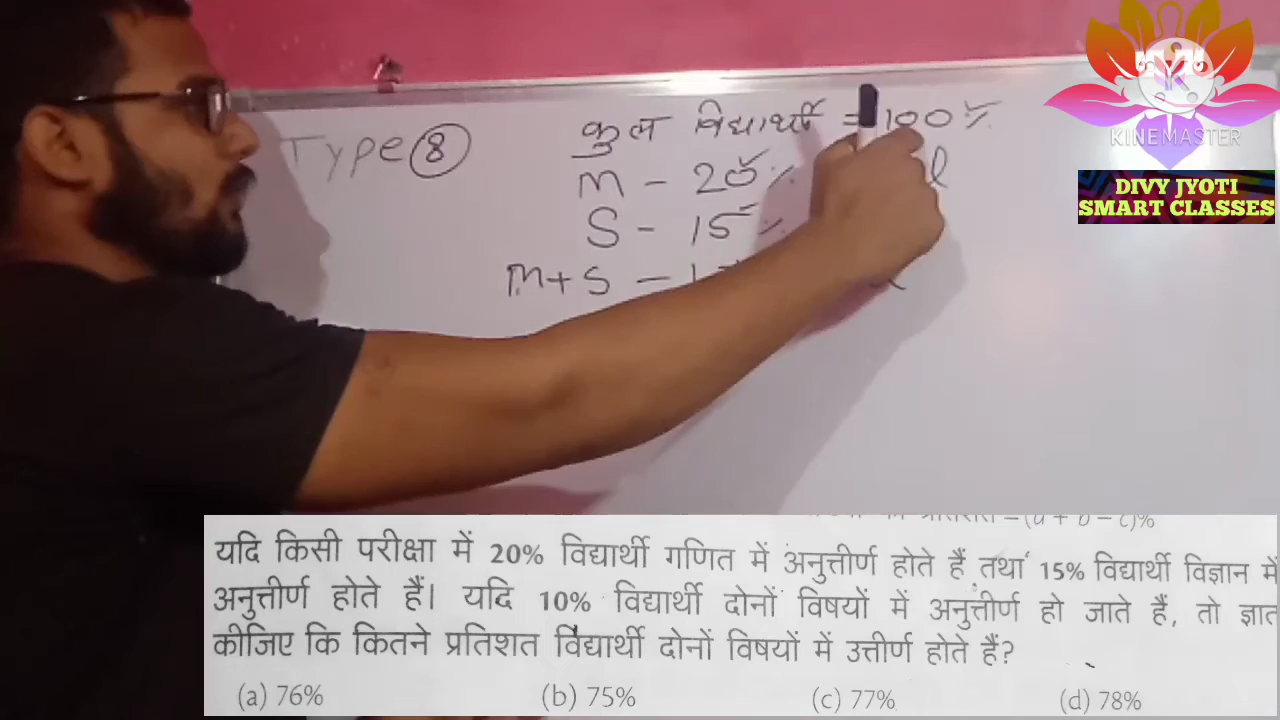 Type 8
कुल विद्यार्थी = 100%
M - 20%
S - 15%
M+S -
KINEMASTER
DIVY JYOTI
SMART CLASSES
=(a + b - c)%
यदि किसी परीक्षा में 20% विद्यार्थी गणित में अनुत्तीर्ण होते हैं तथा 15% विद्यार्थी विज्ञान में
अनुत्तीर्ण होते हैं। यदि 10% विद्यार्थी दोनों विषयों में अनुत्तीर्ण हो जाते हैं, तो ज्ञात
कीजिए कि कितने प्रतिशत विद्यार्थी दोनों विषयों में उत्तीर्ण होते हैं?
(a) 76% (b) 75% (c) 77% (d) 78%